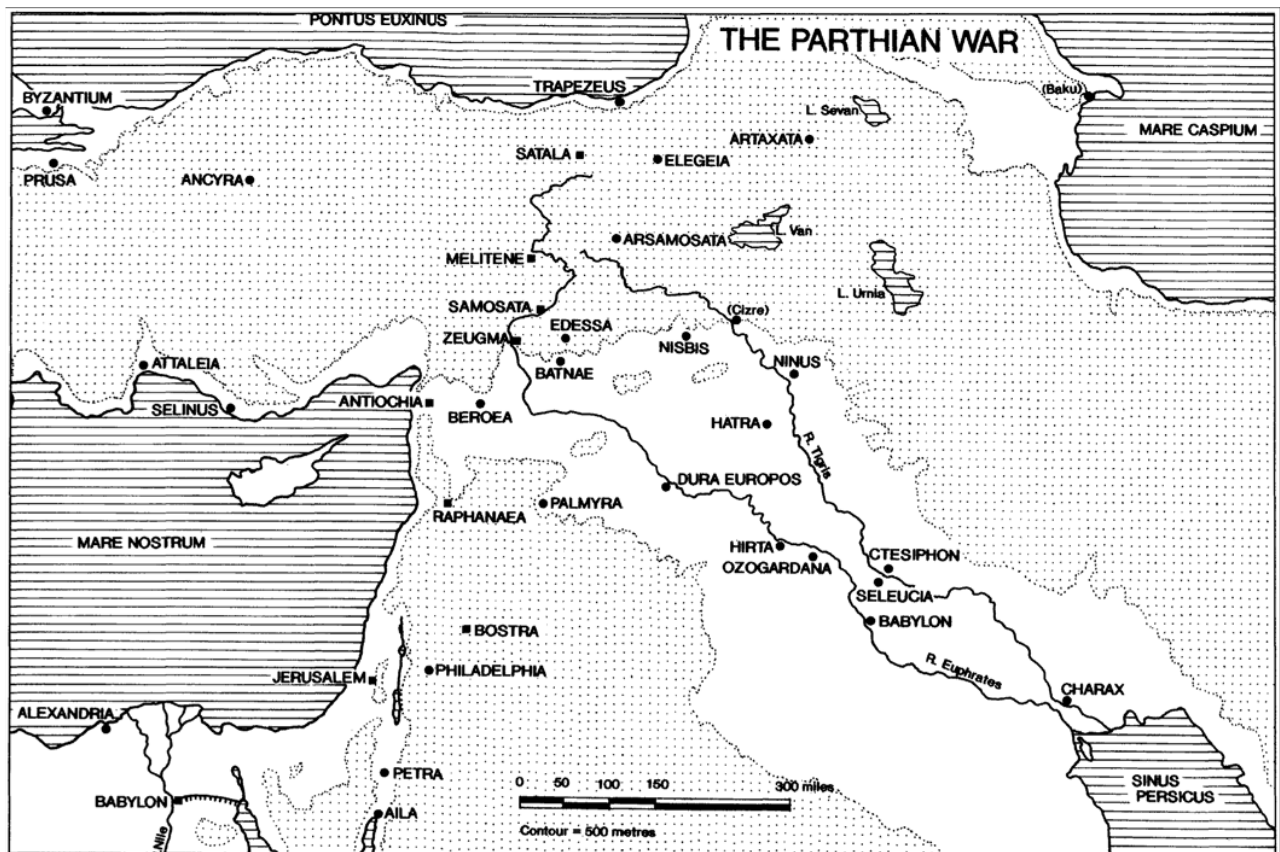 PONTUS EUXINUS
THE PARTHIAN WAR
BYZANTIUM
TRAPEZEUS
(Baku)
L. Sevan
MARE CASPIUM
ARTAXATA
SATALA
ELEGEIA
PRUSA
ANCYRA
ARSAMOSATA
L. Van
MELITENE
L. Urnia
SAMOSATA
(Cizre)
ZEUGMA
EDESSA
NISBIS
ATTALEIA
BATNAE
NINUS
SELINUS
ANTIOCHIA
BEROEA
HATRA
R. Tigris
DURA EUROPOS
RAPHANAEA
PALMYRA
MARE NOSTRUM
HIRTA
OZOGARDANA
CTESIPHON
SELEUCIA
BABYLON
BOSTRA
PHILADELPHIA
JERUSALEM
R. Euphrates
CHARAX
ALEXANDRIA
PETRA
0 50 100 150 300 miles
SINUS
PERSICUS
BABYLON
AILA
Nile
Contour = 500 metres